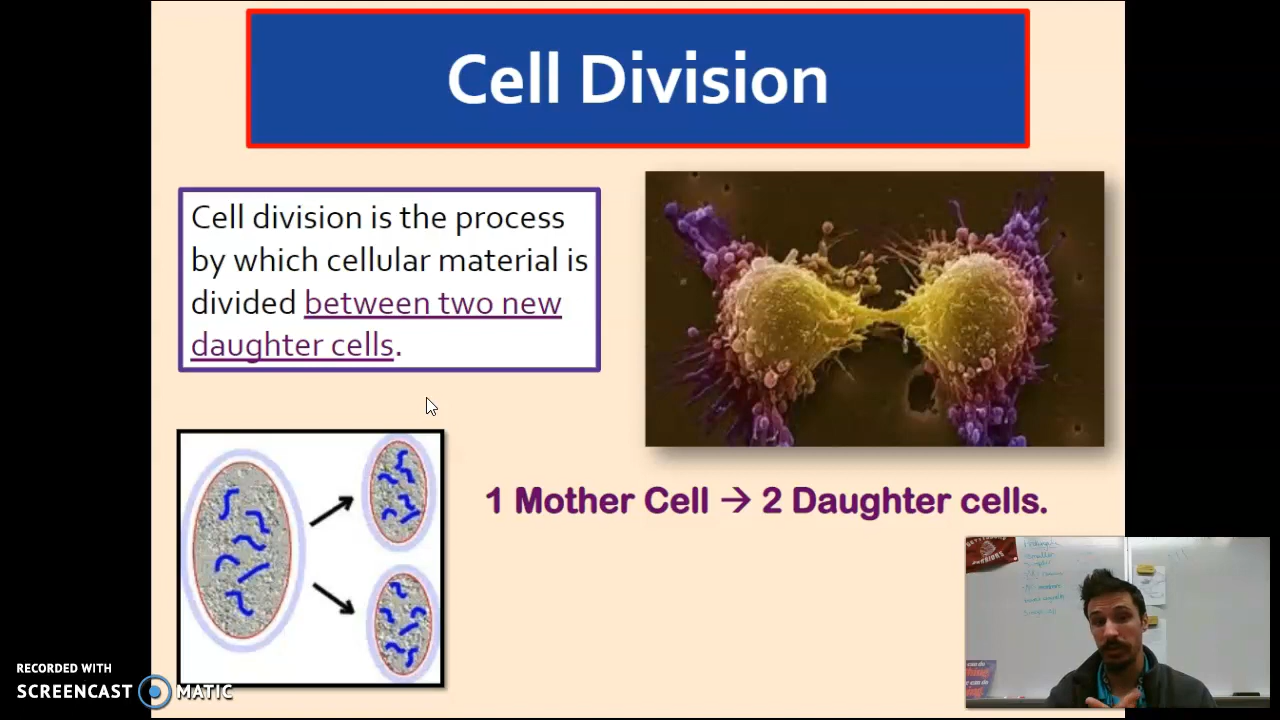 Cell Division
Cell division is the process
by which cellular material is
divided between two new
daughter cells.
1 Mother Cell → 2 Daughter cells.
RECORDED WITH
SCREENCAST MATIC